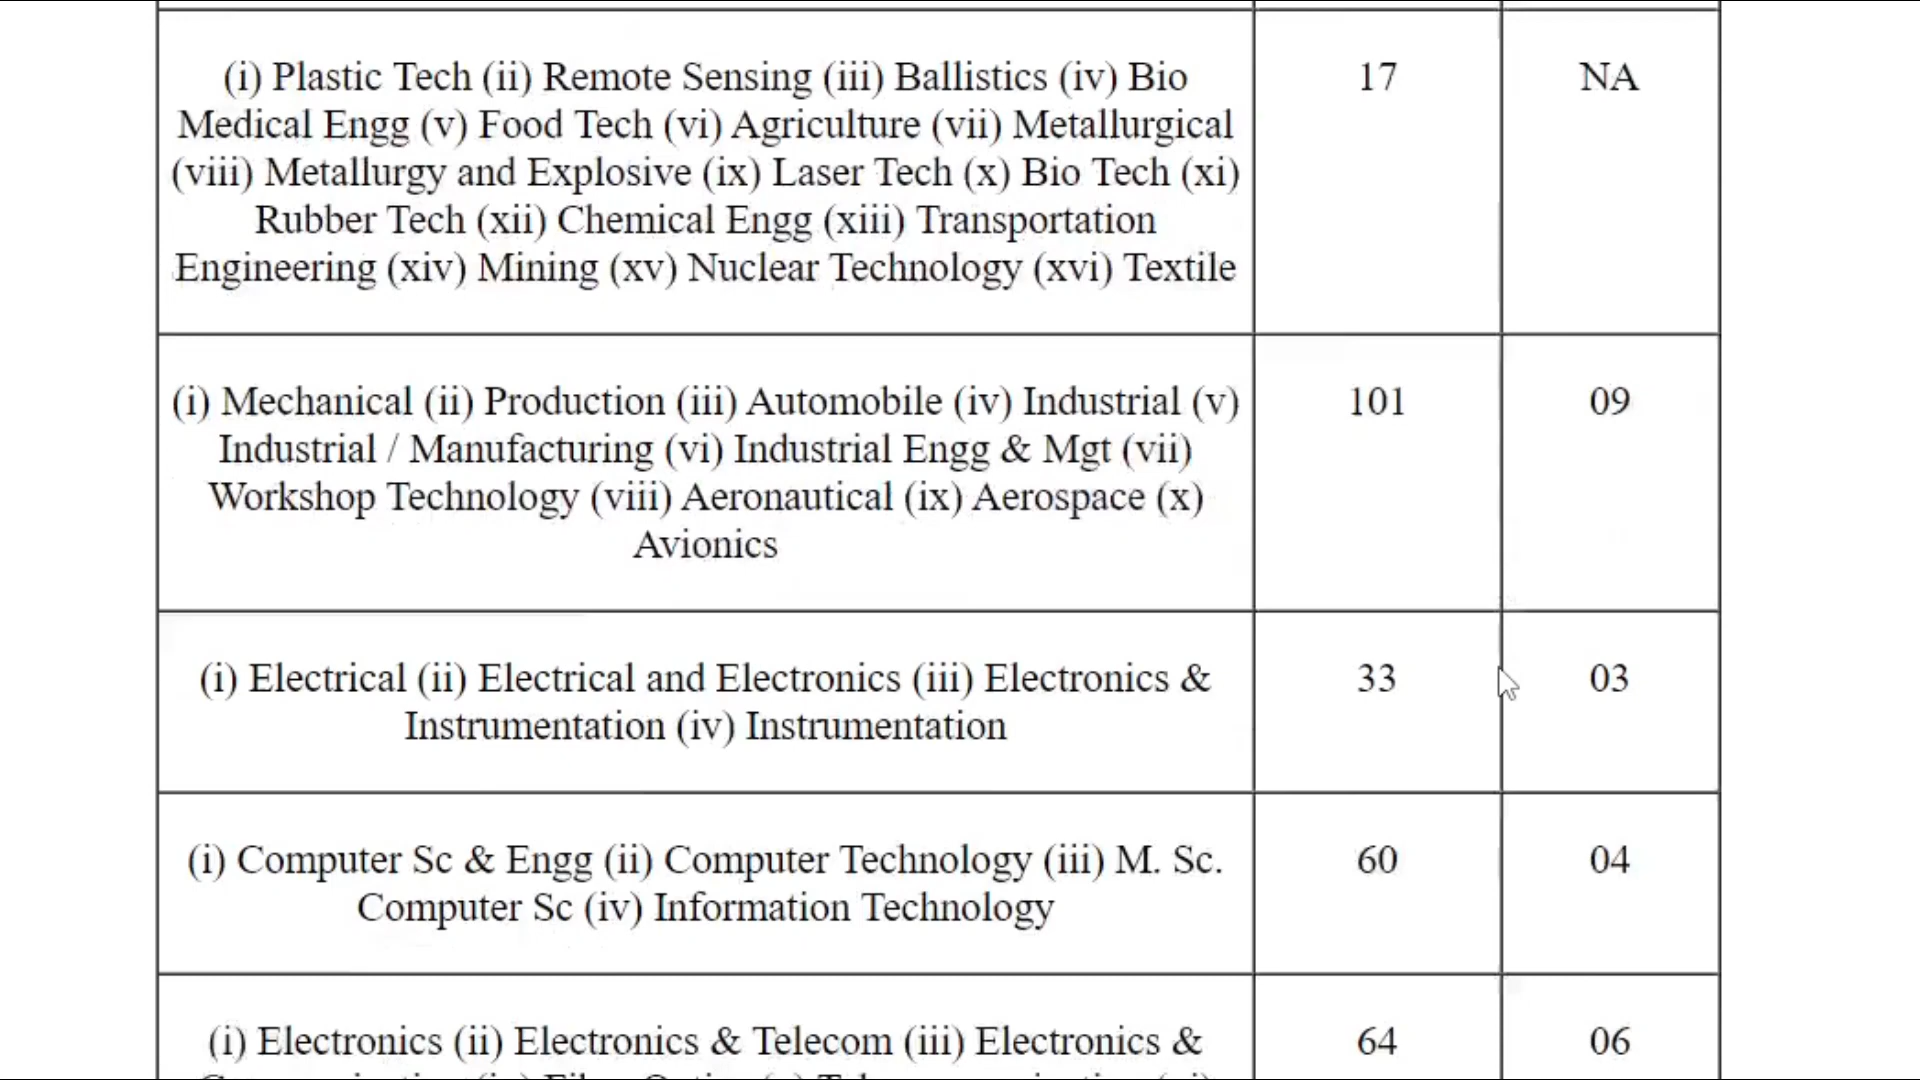 (i) Plastic Tech (ii) Remote Sensing (iii) Ballistics (iv) Bio
Medical Engg (v) Food Tech (vi) Agriculture (vii) Metallurgical
(viii) Metallurgy and Explosive (ix) Laser Tech (x) Bio Tech (xi)
Rubber Tech (xii) Chemical Engg (xiii) Transportation
Engineering (xiv) Mining (xv) Nuclear Technology (xvi) Textile
17
NA
(i) Mechanical (ii) Production (iii) Automobile (iv) Industrial (v)
Industrial / Manufacturing (vi) Industrial Engg & Mgt (vii)
Workshop Technology (viii) Aeronautical (ix) Aerospace (x)
Avionics
101
09
(i) Electrical (ii) Electrical and Electronics (iii) Electronics &
Instrumentation (iv) Instrumentation
33
03
(i) Computer Sc & Engg (ii) Computer Technology (iii) M. Sc.
Computer Sc (iv) Information Technology
60
04
(i) Electronics (ii) Electronics & Telecom (iii) Electronics &
64
06